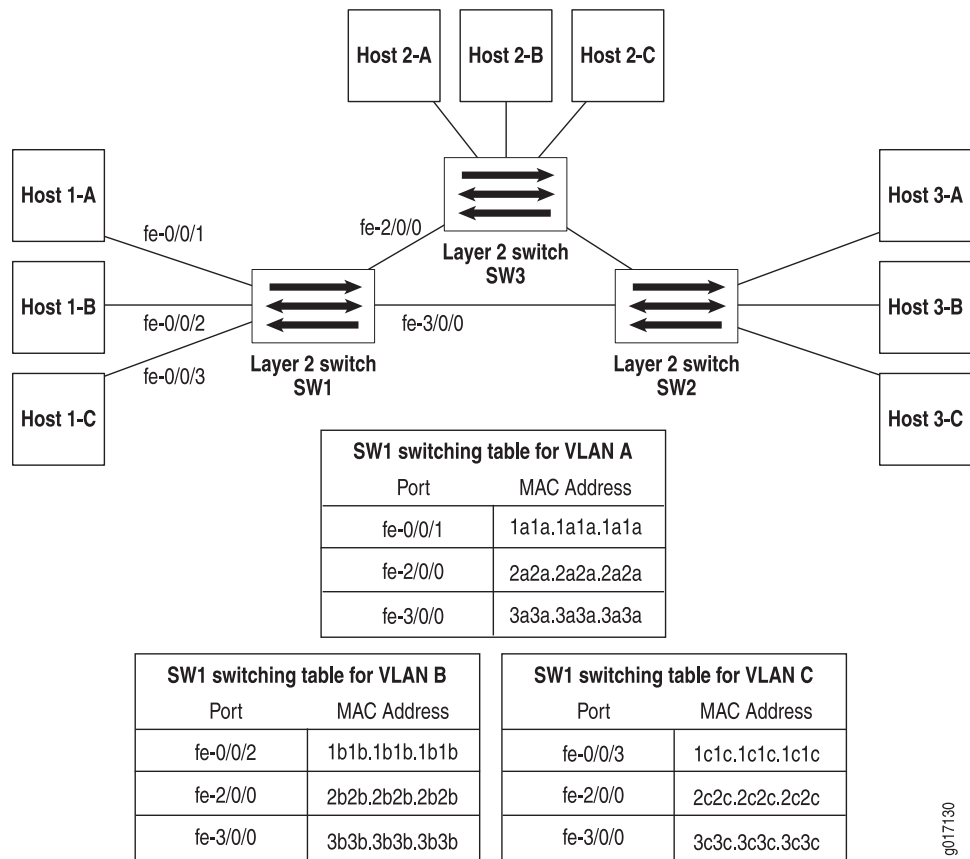 Host 2-A
Host 2-B
Host 2-C
Host 1-A
Host 3-A
fe-0/0/1
fe-2/0/0
Layer 2 switch
SW3
Host 1-B
Host 3-B
fe-0/0/2
fe-3/0/0
Layer 2 switch
SW1
Layer 2 switch
SW2
fe-0/0/3
Host 1-C
Host 3-C
SW1 switching table for VLAN A
Port MAC Address
fe-0/0/1 1a1a.1a1a.1a1a
fe-2/0/0 2a2a.2a2a.2a2a
fe-3/0/0 3a3a.3a3a.3a3a
SW1 switching table for VLAN B
Port MAC Address
fe-0/0/2 1b1b.1b1b.1b1b
fe-2/0/0 2b2b.2b2b.2b2b
fe-3/0/0 3b3b.3b3b.3b3b
SW1 switching table for VLAN C
Port MAC Address
fe-0/0/3 1c1c.1c1c.1c1c
fe-2/0/0 2c2c.2c2c.2c2c
fe-3/0/0 3c3c.3c3c.3c3c
g017130